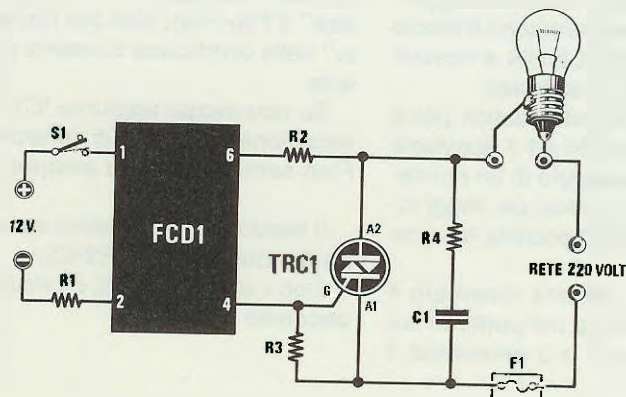 S1
1
6
R2
12 V.
FCD1
R1
2
4
TRC1
A2
G
A1
R3
R4
C1
RETE 220 VOLT
F1